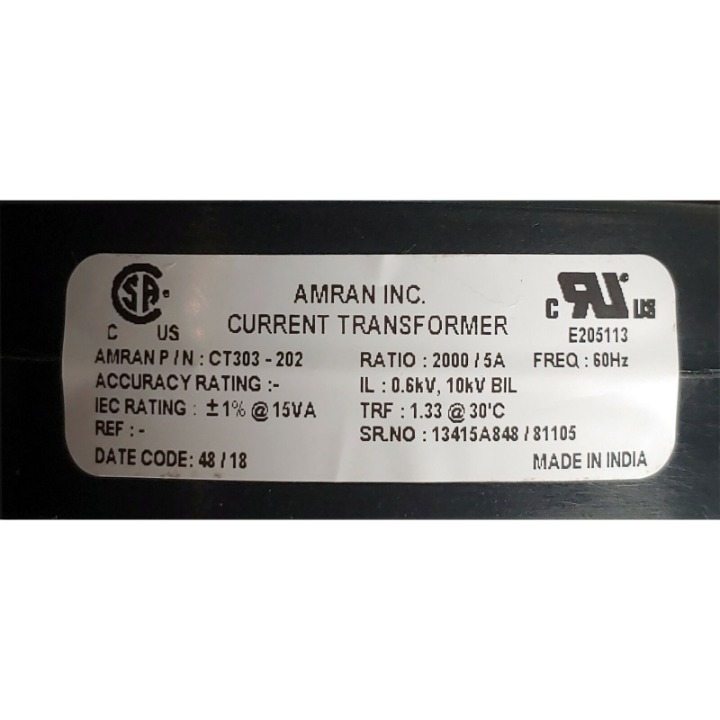 AMRAN INC.
CURRENT TRANSFORMER
SA
C US
C RU US
E205113
AMRAN P / N : CT303 - 202 RATIO : 2000 / 5A FREQ : 60Hz
ACCURACY RATING :- IL : 0.6kV, 10kV BIL
IEC RATING : ±1% @ 15VA TRF : 1.33 @ 30°C
REF : - SR.NO : 13415A848 / 81105
DATE CODE: 48 / 18 MADE IN INDIA